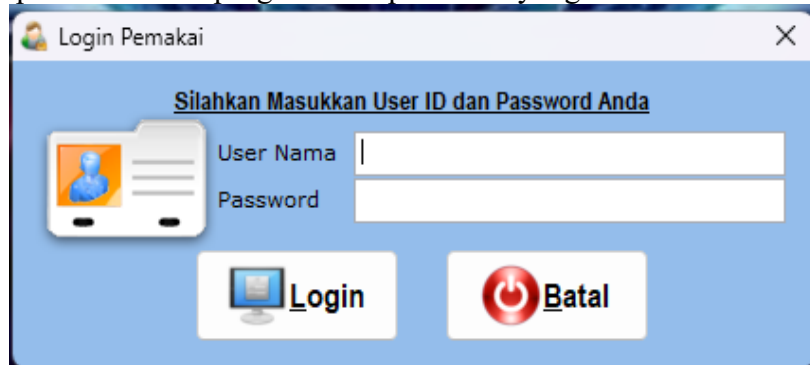 Login Pemakai
Silahkan Masukkan User ID dan Password Anda
User Nama
Password
Login
Batal